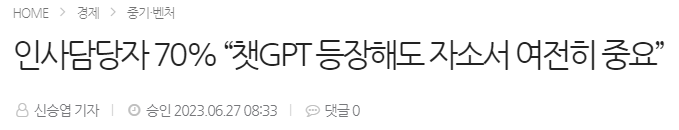 HOME > 경제 > 중기·벤처
인사담당자 70% “챗GPT 등장해도 자소서 여전히 중요”
신승엽 기자 | 승인 2023.06.27 08:33 | 댓글 0